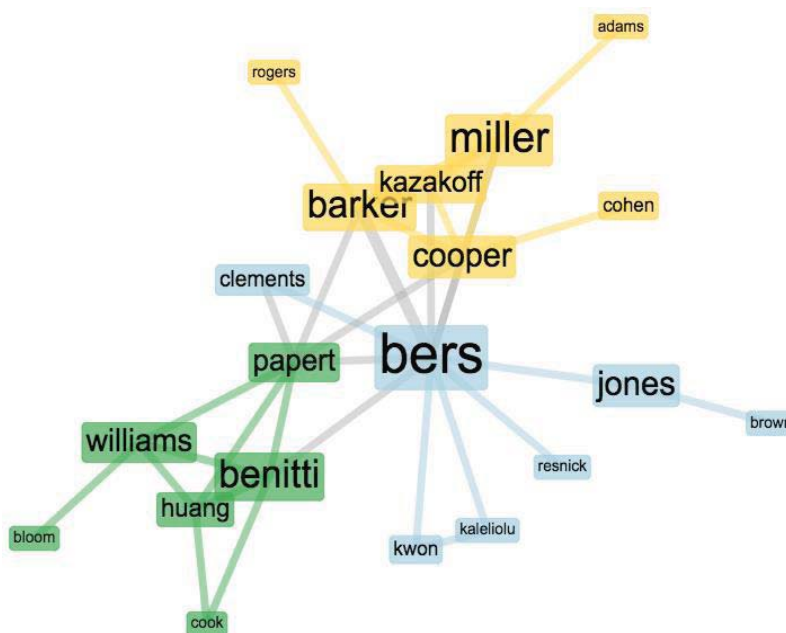 adams
rogers
miller
kazakoff
barker
cohen
cooper
clements
bers
papert
jones
brown
williams
resnick
benitti
huang
kaleliolu
bloom
kwon
cook